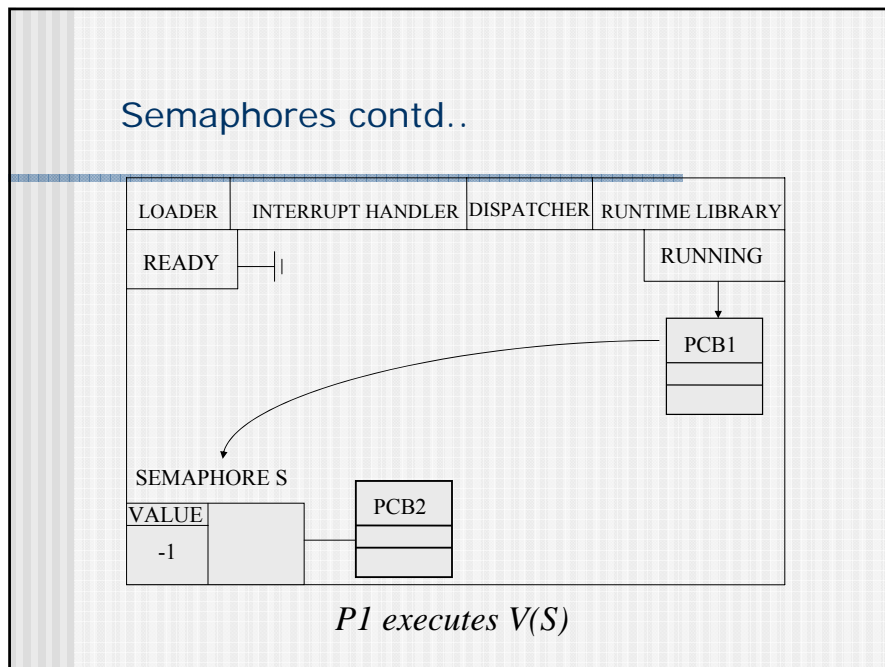 Semaphores contd..
LOADER INTERRUPT HANDLER DISPATCHER RUNTIME LIBRARY
READY RUNNING
PCB1
SEMAPHORE S
PCB2
VALUE
-1
P1 executes V(S)